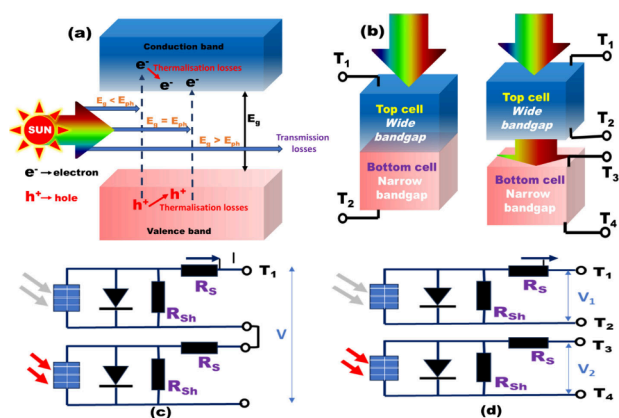 (a)
Conduction band
e-
Thermalisation losses
e-
e-
Eg < Eph
SUN
Eg = Eph
Eg
Eg > Eph
Transmission
losses
e- → electron
h+ → hole
h+
h+
Thermalisation losses
Valence band
(b)
T1
Top cell
Wide
bandgap
Bottom cell
Narrow
bandgap
T2
T1
Top cell
Wide
bandgap
T2
T3
Bottom cell
Narrow
bandgap
T4
I
T1
RS
RSh
V
RS
RSh
(c)
T1
RS
RSh
V1
T2
T3
RS
RSh
V2
T4
(d)